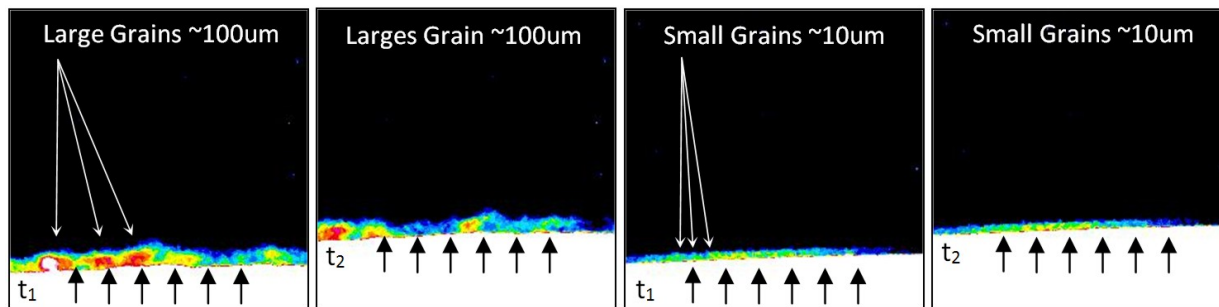 Large Grains ~100um
t1
Larges Grain ~100um
t2
Small Grains ~10um
t1
Small Grains ~10um
t2